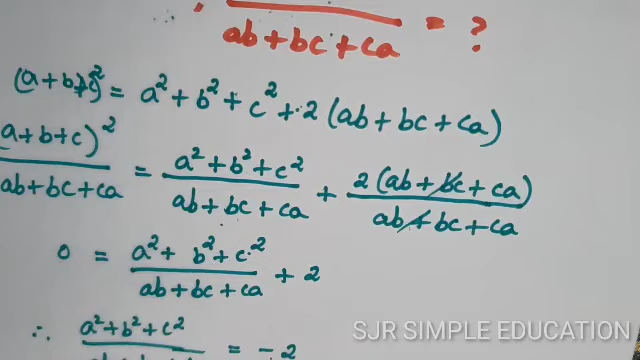 ab+bc+ca = ?
(a+b+c)² = a² + b² + c² + 2 (ab + bc + ca)
(a+b+c)² / ab+bc+ca = a² + b² + c² / ab + bc + ca + 2 (ab + bc + ca) / ab + bc + ca
0 = a² + b² + c² / ab + bc + ca + 2
∴ a² + b² + c² = -2
SJR SIMPLE EDUCATION